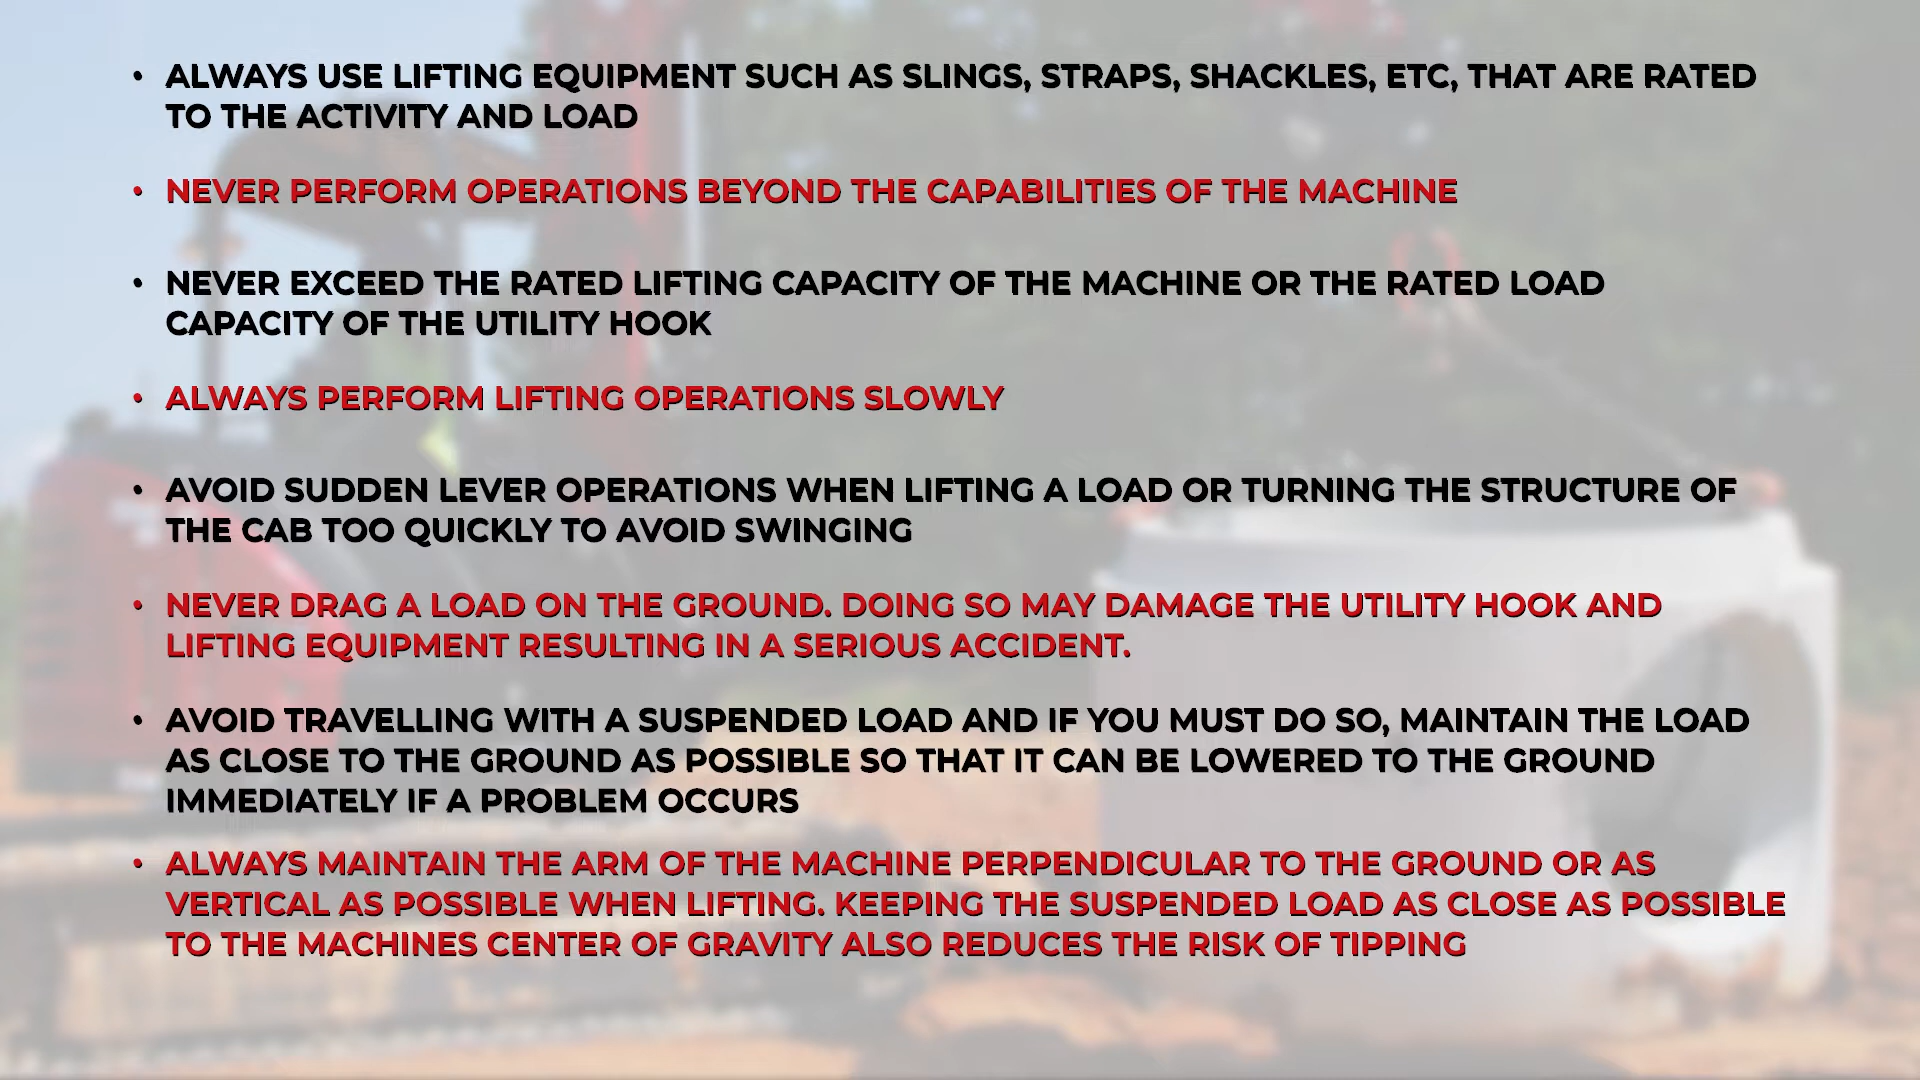 • ALWAYS USE LIFTING EQUIPMENT SUCH AS SLINGS, STRAPS, SHACKLES, ETC, THAT ARE RATED
TO THE ACTIVITY AND LOAD
• NEVER PERFORM OPERATIONS BEYOND THE CAPABILITIES OF THE MACHINE
• NEVER EXCEED THE RATED LIFTING CAPACITY OF THE MACHINE OR THE RATED LOAD
CAPACITY OF THE UTILITY HOOK
• ALWAYS PERFORM LIFTING OPERATIONS SLOWLY
• AVOID SUDDEN LEVER OPERATIONS WHEN LIFTING A LOAD OR TURNING THE STRUCTURE OF
THE CAB TOO QUICKLY TO AVOID SWINGING
• NEVER DRAG A LOAD ON THE GROUND. DOING SO MAY DAMAGE THE UTILITY HOOK AND
LIFTING EQUIPMENT RESULTING IN A SERIOUS ACCIDENT.
• AVOID TRAVELLING WITH A SUSPENDED LOAD AND IF YOU MUST DO SO, MAINTAIN THE LOAD
AS CLOSE TO THE GROUND AS POSSIBLE SO THAT IT CAN BE LOWERED TO THE GROUND
IMMEDIATELY IF A PROBLEM OCCURS
• ALWAYS MAINTAIN THE ARM OF THE MACHINE PERPENDICULAR TO THE GROUND OR AS
VERTICAL AS POSSIBLE WHEN LIFTING. KEEPING THE SUSPENDED LOAD AS CLOSE AS POSSIBLE
TO THE MACHINES CENTER OF GRAVITY ALSO REDUCES THE RISK OF TIPPING